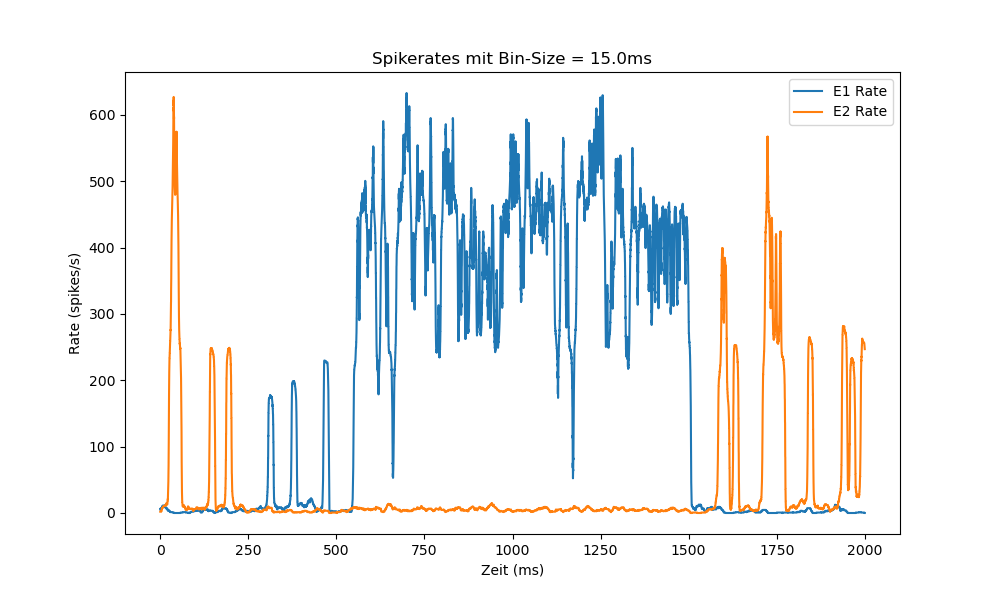 Spikerates mit Bin-Size = 15.0ms
E1 Rate
E2 Rate
Rate (spikes/s)
600
500
400
300
200
100
0
0 250 500 750 1000 1250 1500 1750 2000
Zeit (ms)